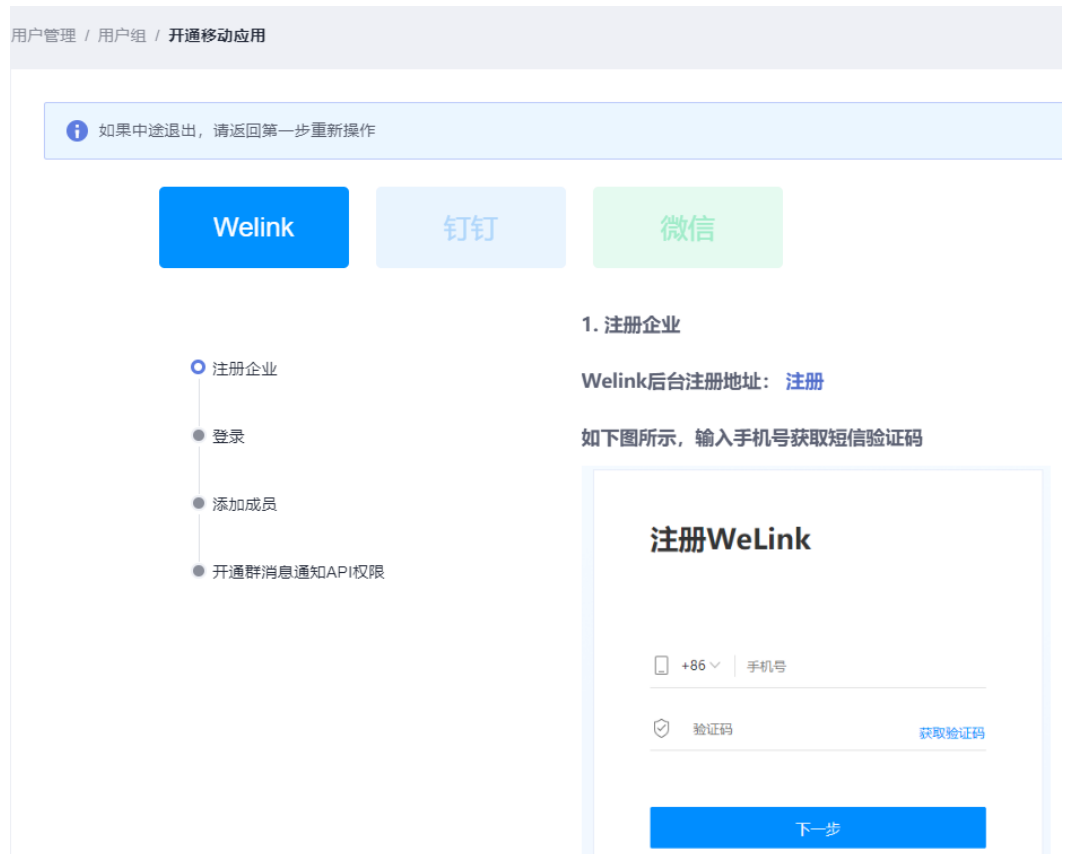 用户管理 / 用户组 / 开通移动应用
如果中途退出，请返回第一步重新操作
Welink
钉钉
微信
注册企业
登录
添加成员
开通群消息通知API权限
1. 注册企业
Welink后台注册地址： 注册
如下图所示，输入手机号获取短信验证码
注册WeLink
+86 手机号
验证码 获取验证码
下一步